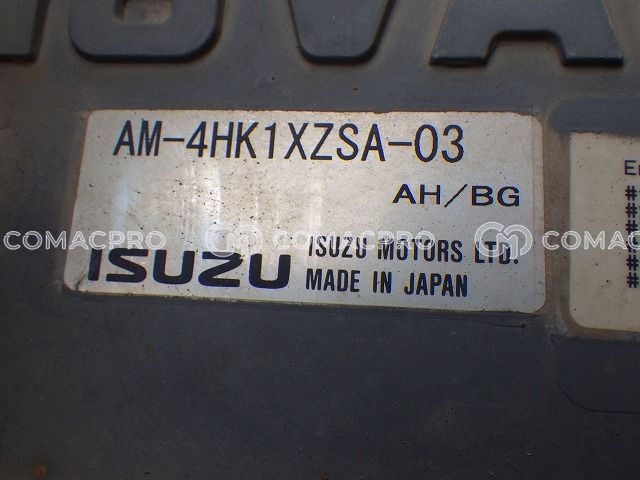 AM-4HK1XZSA-03
AH/BG
COMACPRO COMACPRO COMACPRO
ISUZU
ISUZU MOTORS LTD.
MADE IN JAPAN